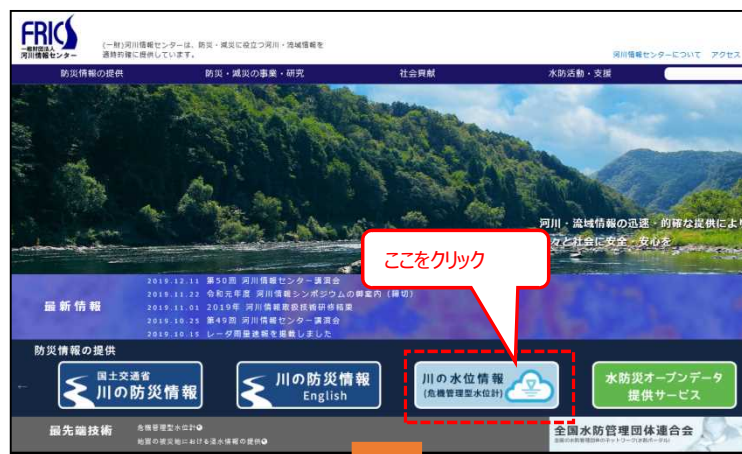 FRICS
一般財団法人
河川情報センター
(一財)河川情報センターは、防災・減災に役立つ河川・流域情報を
適時的確に提供しています。
河川情報センターについて アクセス
防災情報の提供 防災・減災の事業・研究 社会貢献 水防活動・支援
河川・流域情報の迅速・的確な提供により
々と社会に安全・安心を
ここをクリック
最新情報
2019.12.11 第50回 河川情報センター講演会
2019.11.22 令和元年度 河川情報シンポジウムの御案内(締切)
2019.11.01 2019年 河川情報取扱技術研修結果
2019.10.25 第49回 河川情報センター講演会
2019.10.15 レーダ雨量速報を掲載しました
防災情報の提供
国土交通省
川の防災情報
川の防災情報
English
川の水位情報
(危機管理型水位計)
水防災オープンデータ
提供サービス
最先端技術
危機管理型水位計
地震の被災地における浸水情報の提供
全国水防管理団体連合会